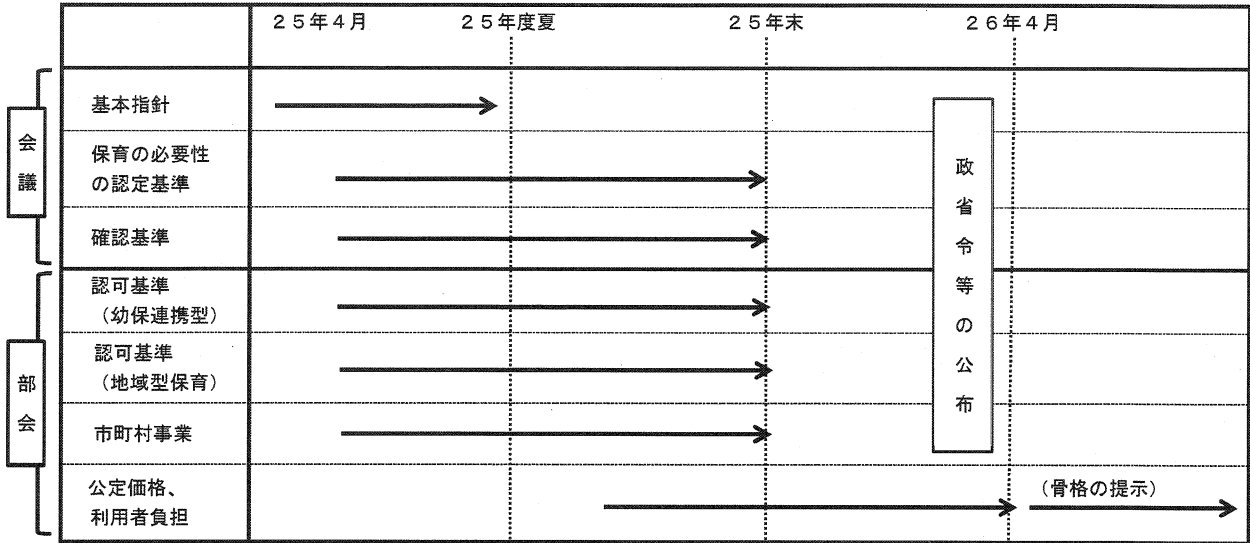 ２５年４月
２５年度夏
２５年末
２６年４月
会議
基本指針
保育の必要性
の認定基準
確認基準
部会
認可基準
（幼保連携型）
認可基準
（地域型保育）
市町村事業
公定価格、
利用者負担
政省令等の公布
（骨格の提示）